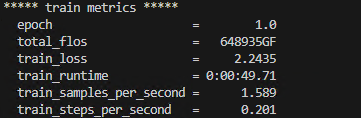 ***** train metrics *****
  epoch                    =        1.0
  total_flos               =   648935GF
  train_loss               =     2.2435
  train_runtime            = 0:00:49.71
  train_samples_per_second =      1.589
  train_steps_per_second   =      0.201